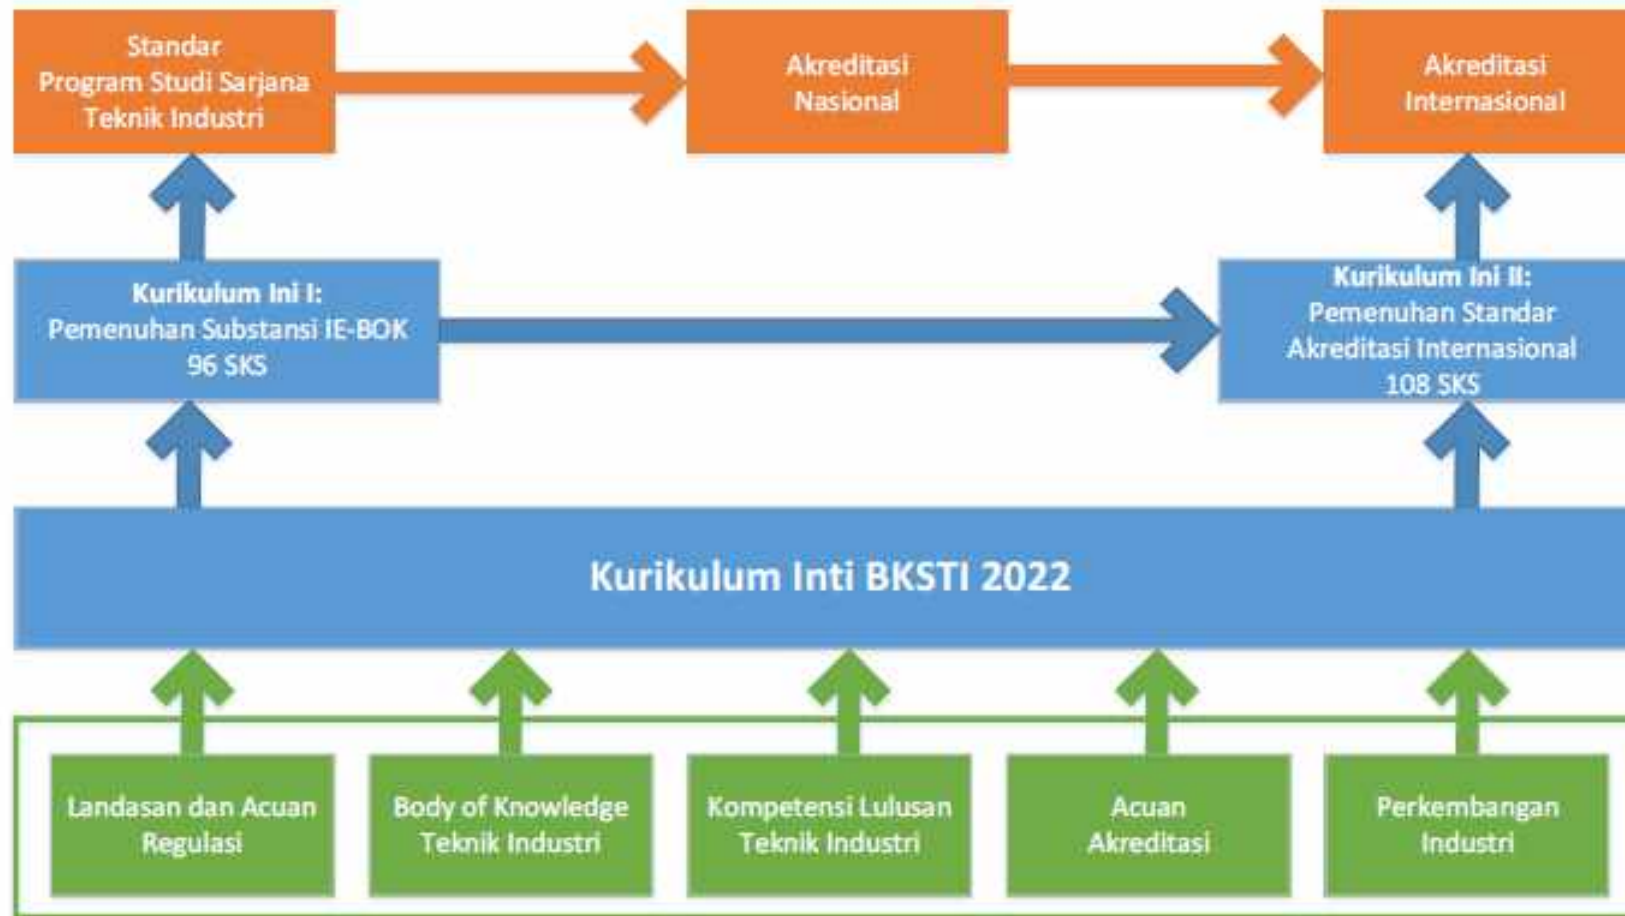 Standar
Program Studi Sarjana
Teknik Industri
Akreditasi
Nasional
Akreditasi
Internasional
Kurikulum Ini I:
Pemenuhan Substansi IE-BOK
96 SKS
Kurikulum Ini II:
Pemenuhan Standar
Akreditasi Internasional
108 SKS
Kurikulum Inti BKSTI 2022
Landasan dan Acuan
Regulasi
Body of Knowledge
Teknik Industri
Kompetensi Lulusan
Teknik Industri
Acuan
Akreditasi
Perkembangan
Industri